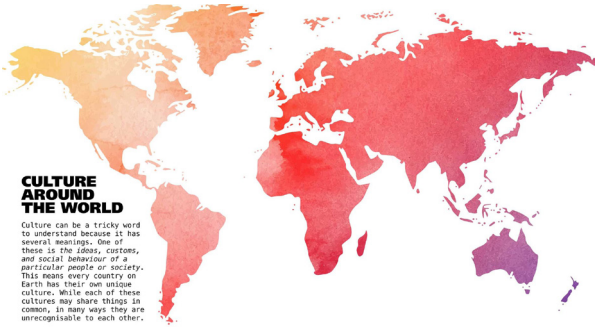 CULTURE
AROUND
THE WORLD
Culture can be a tricky word
to understand because it has
several meanings. One of
these is the ideas, customs,
and social behaviour of a
particular people or society.
This means every country on
Earth has their own unique
culture. While each of these
cultures may share things in
common, in many ways they are
unrecognisable to each other.